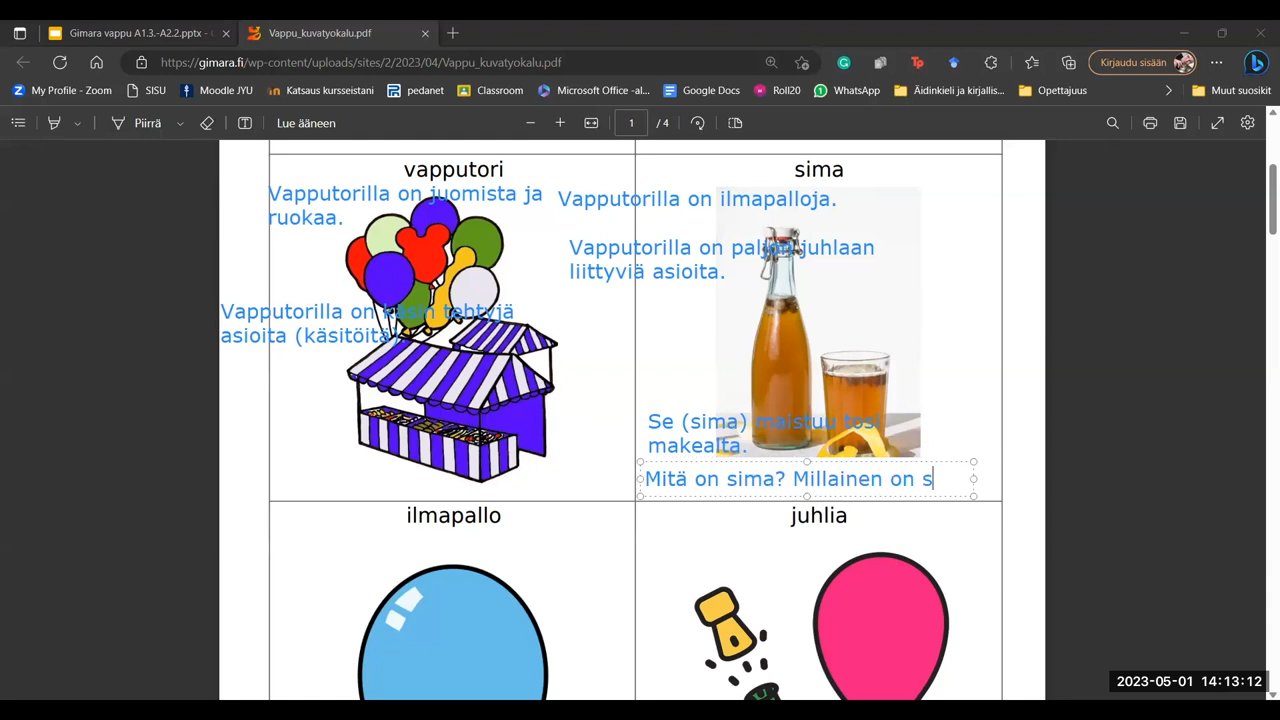 Gimara vappu A1.3.-A2.2.pptx -
Vappu_kuvatyokalu.pdf
https://gimara.fi/wp-content/uploads/sites/2/2023/04/Vappu_kuvatyokalu.pdf
Kirjaudu sisään
My Profile - Zoom
SISU
Moodle JYU
Katsaus kursseistani
pedanet
Classroom
Microsoft Office -al...
Google Docs
Roll20
WhatsApp
Äidinkieli ja kirjallis...
Opettajuus
Muut suosikit
Piirrä
Lue ääneen
1 / 4
vapputori
Vapputorilla on juomista ja
ruokaa.
Vapputorilla on käsin tehtyjä
asioita (käsitöitä).
sima
Vapputorilla on ilmapalloja.
Vapputorilla on paljon juhlaan
liittyviä asioita.
Se (sima) maistuu tosi
makealta.
Mitä on sima? Millainen on s
ilmapallo
juhlia
2023-05-01 14:13:12